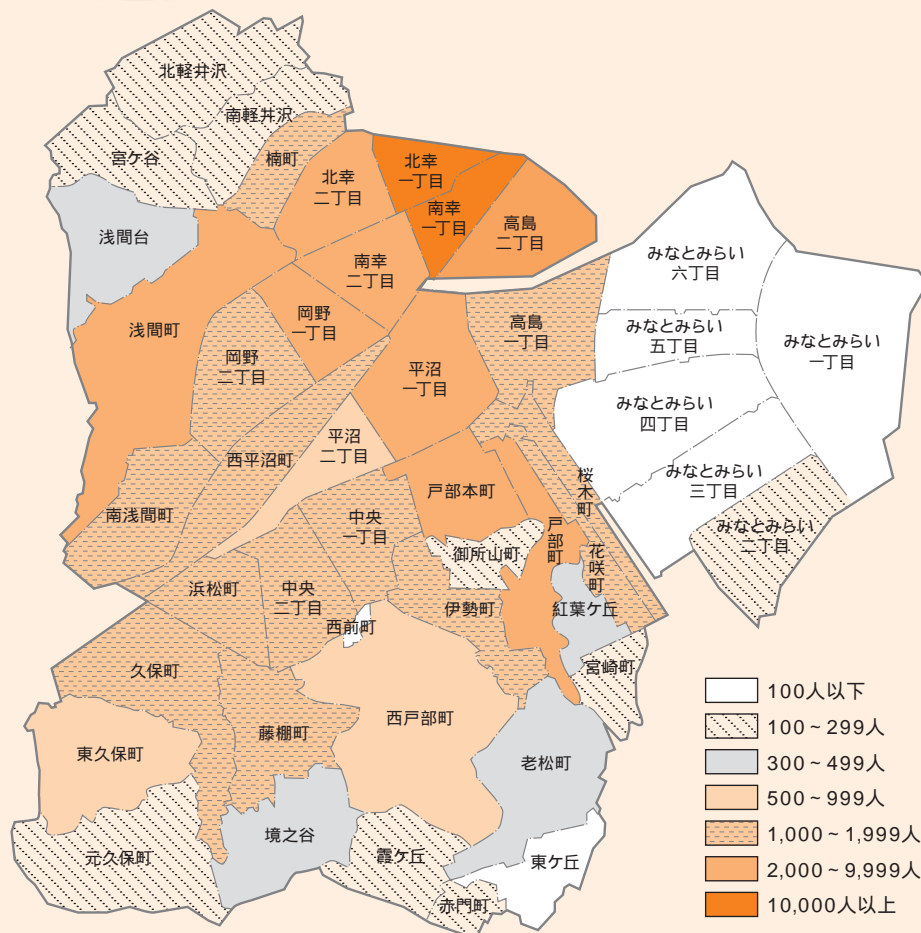 北軽井沢
南軽井沢
宮ケ谷
楠町
北幸
二丁目
北幸
一丁目
南幸
一丁目
高島
二丁目
浅間台
南幸
二丁目
みなとみらい
六丁目
浅間町
岡野
一丁目
岡野
二丁目
高島
一丁目
みなとみらい
五丁目
みなとみらい
一丁目
平沼
一丁目
みなとみらい
四丁目
平沼
二丁目
西平沼町
みなとみらい
三丁目
桜木町
戸部本町
南浅間町
中央
一丁目
みなとみらい
二丁目
戸部町
御所山町
花咲町
浜松町
中央
二丁目
伊勢町
紅葉ケ丘
西前町
久保町
宮崎町
西戸部町
藤棚町
東久保町
老松町
境之谷
元久保町
霞ケ丘
東ケ丘
赤門町
100人以下
100~299人
300~499人
500~999人
1,000~1,999人
2,000~9,999人
10,000人以上